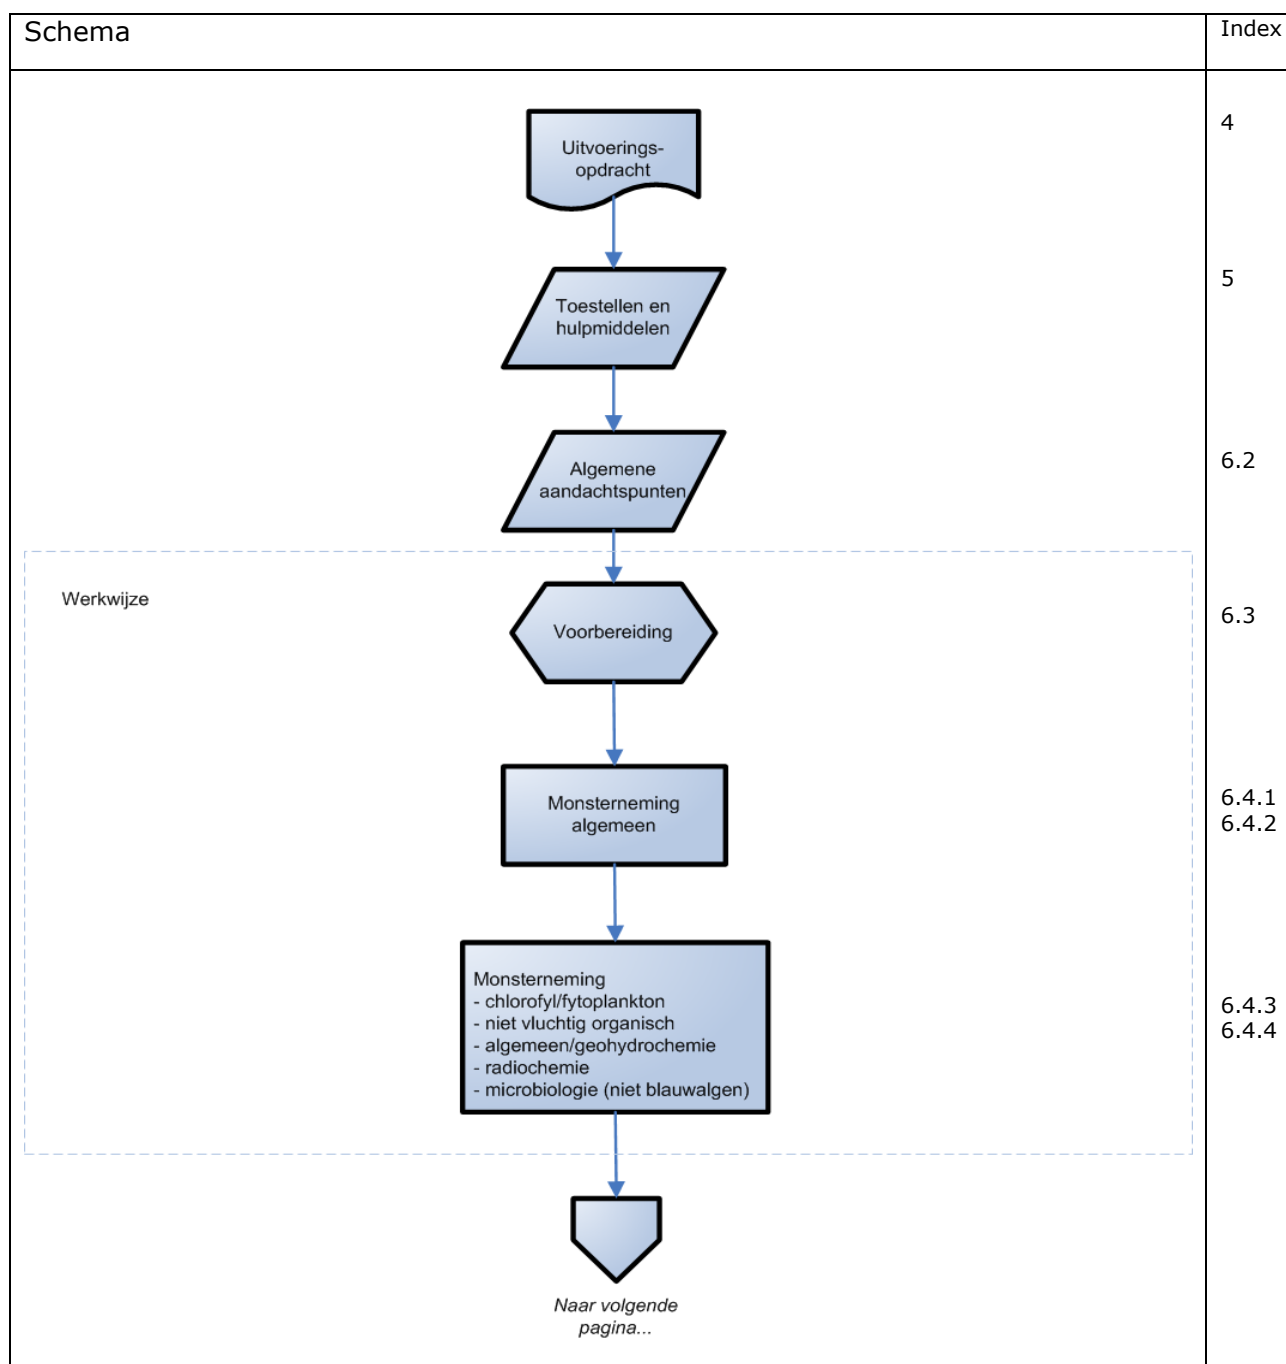 Schema
Index
Uitvoerings-
opdracht
4
Toestellen en
hulpmiddelen
5
Algemene
aandachtspunten
6.2
Werkwijze
Voorbereiding
6.3
Monsterneming
algemeen
6.4.1
6.4.2
Monsterneming
- chlorofyl/fytoplankton
- niet vluchtig organisch
- algemeen/geohydrochemie
- radiochemie
- microbiologie (niet blauwalgen)
6.4.3
6.4.4
Naar volgende
pagina...